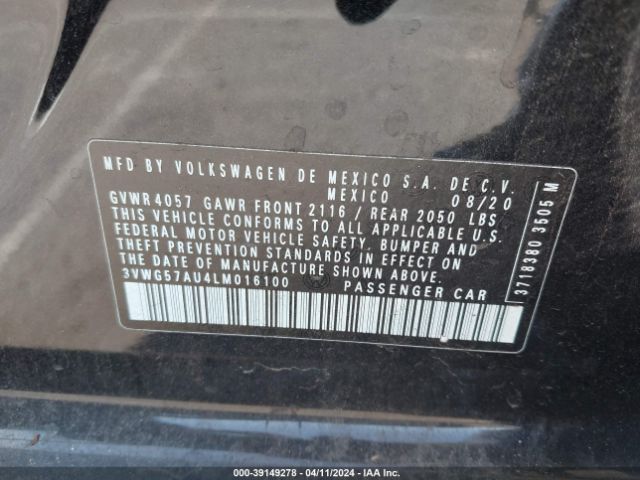 MFD BY VOLKSWAGEN DE MEXICO S.A. DE C.V.
MEXICO 08/20
GVWR 4057 GAWR FRONT 2116 / REAR 2050 LBS
THIS VEHICLE CONFORMS TO ALL APPLICABLE U.S.
FEDERAL MOTOR VEHICLE SAFETY, BUMPER AND
THEFT PREVENTION STANDARDS IN EFFECT ON
THE DATE OF MANUFACTURE SHOWN ABOVE.
3VWG57AU4LM016100 PASSENGER CAR
3718380 3505 M
000-39149278 - 04/11/2024 - IAA Inc.